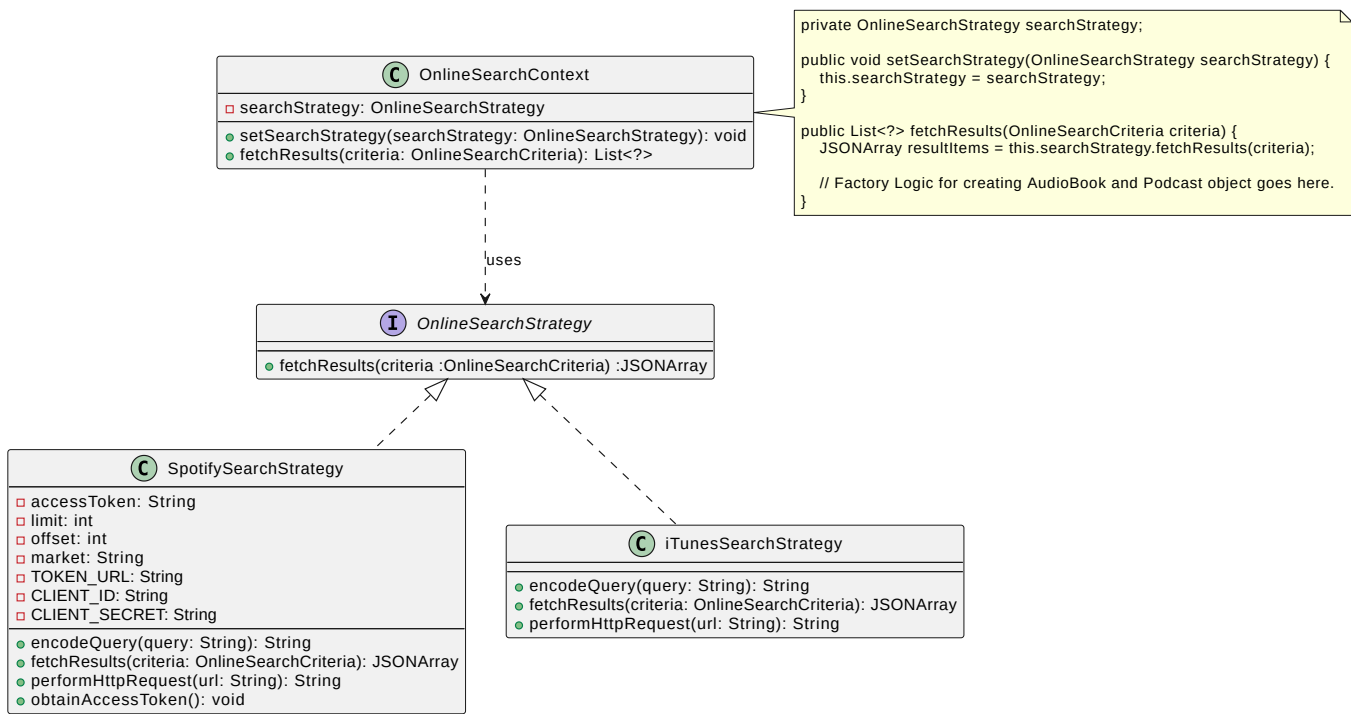 C OnlineSearchContext
searchStrategy: OnlineSearchStrategy
setSearchStrategy(searchStrategy: OnlineSearchStrategy): void
fetchResults(criteria: OnlineSearchCriteria): List<?>
private OnlineSearchStrategy searchStrategy;
public void setSearchStrategy(OnlineSearchStrategy searchStrategy) {
this.searchStrategy = searchStrategy;
}
public List<?> fetchResults(OnlineSearchCriteria criteria) {
JSONArray resultItems = this.searchStrategy.fetchResults(criteria);
// Factory Logic for creating AudioBook and Podcast object goes here.
}
uses
I OnlineSearchStrategy
fetchResults(criteria :OnlineSearchCriteria) :JSONArray
C SpotifySearchStrategy
accessToken: String
limit: int
offset: int
market: String
TOKEN_URL: String
CLIENT_ID: String
CLIENT_SECRET: String
encodeQuery(query: String): String
fetchResults(criteria: OnlineSearchCriteria): JSONArray
performHttpRequest(url: String): String
obtainAccessToken(): void
C iTunesSearchStrategy
encodeQuery(query: String): String
fetchResults(criteria: OnlineSearchCriteria): JSONArray
performHttpRequest(url: String): String